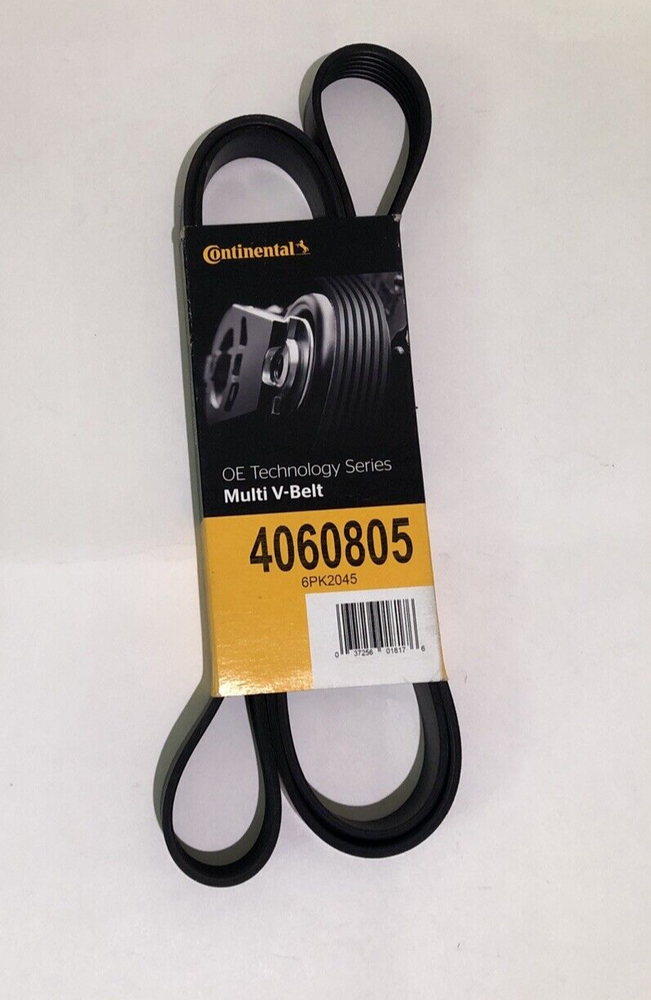 Continental
OE Technology Series
Multi V-Belt
4060805
6PK2045
0 37256 01817 6